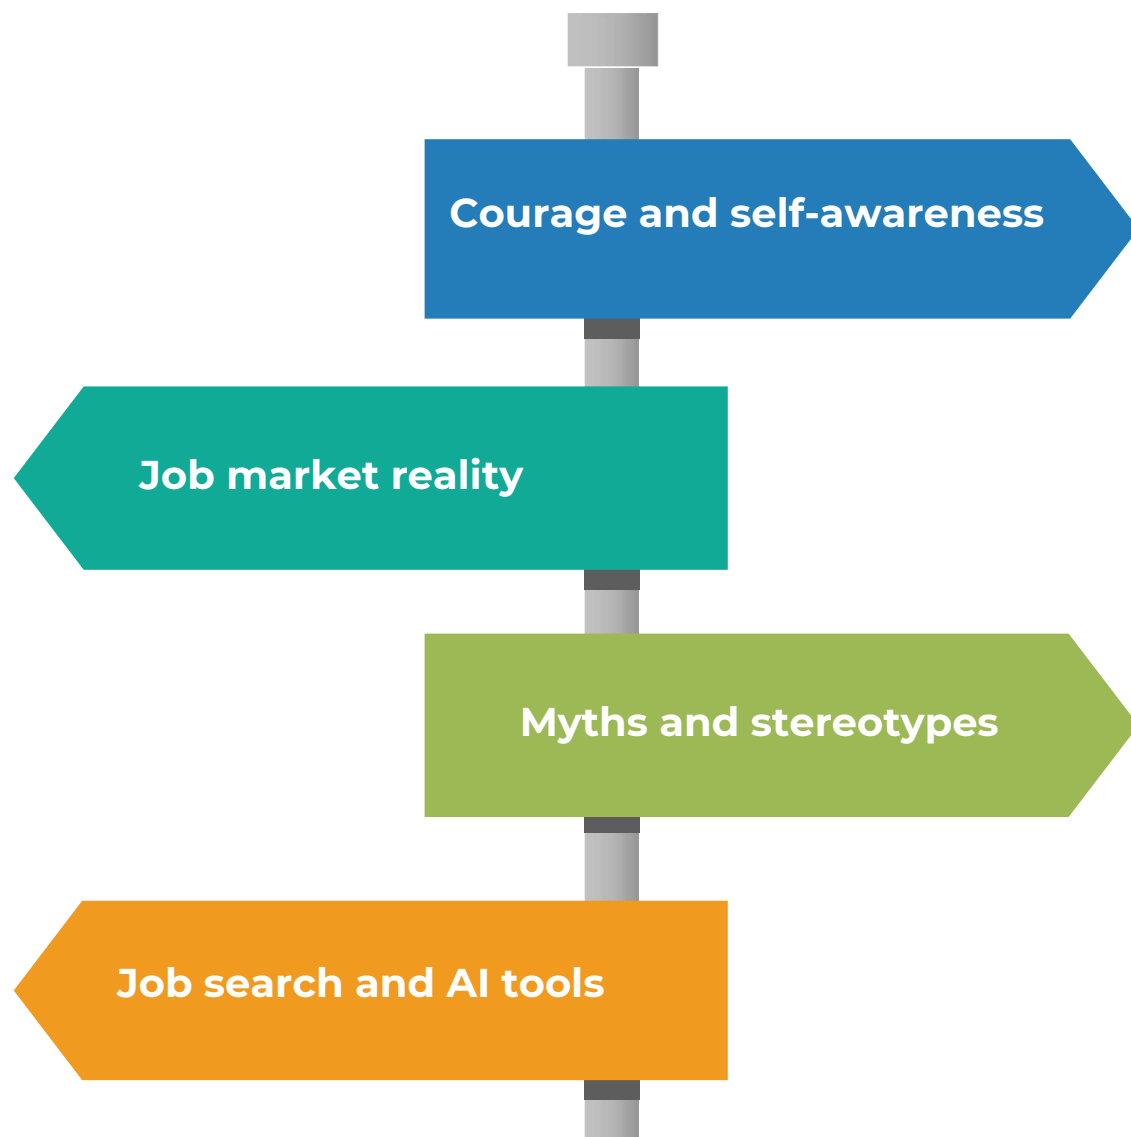 Courage and self-awareness
Job market reality
Myths and stereotypes
Job search and AI tools